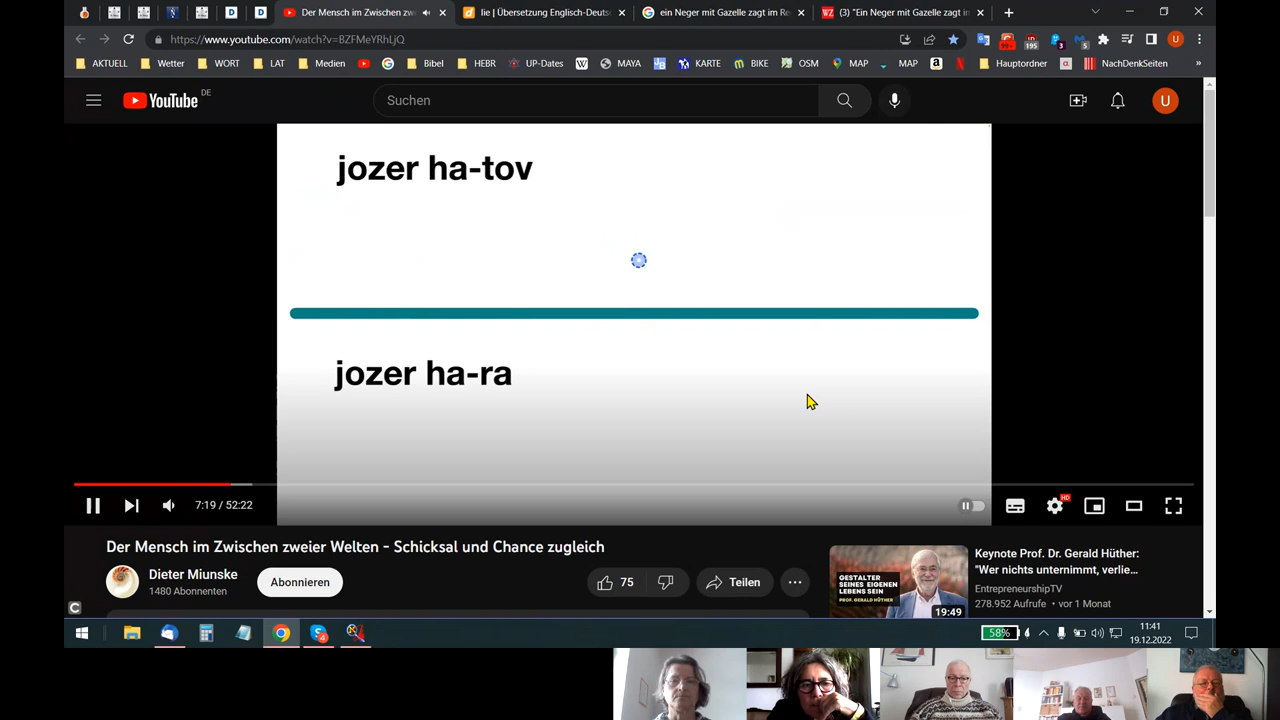 Der Mensch im Zwischen zwe
lie | Übersetzung Englisch-Deuts
ein Neger mit Gazelle zagt im Re
(3) "Ein Neger mit Gazelle zagt im
https://www.youtube.com/watch?v=BZFMeYRhLjQ
AKTUELL
Wetter
WORT
LAT
Medien
Bibel
HEBR
UP-Dates
MAYA
KARTE
BIKE
OSM
MAP
MAP
Hauptordner
NachDenkSeiten
YouTube
DE
Suchen
U
jozer ha-tov
jozer ha-ra
7:19 / 52:22
HD
Der Mensch im Zwischen zweier Welten - Schicksal und Chance zugleich
Dieter Miunske
1480 Abonnenten
Abonnieren
75
Teilen
GESTALTER
SEINES EIGENEN
LEBENS SEIN
PROF. GERALD HÜTHER
19:49
Keynote Prof. Dr. Gerald Hüther:
"Wer nichts unternimmt, verlie...
EntrepreneurshipTV
278.952 Aufrufe • vor 1 Monat
58%
11:41
19.12.2022